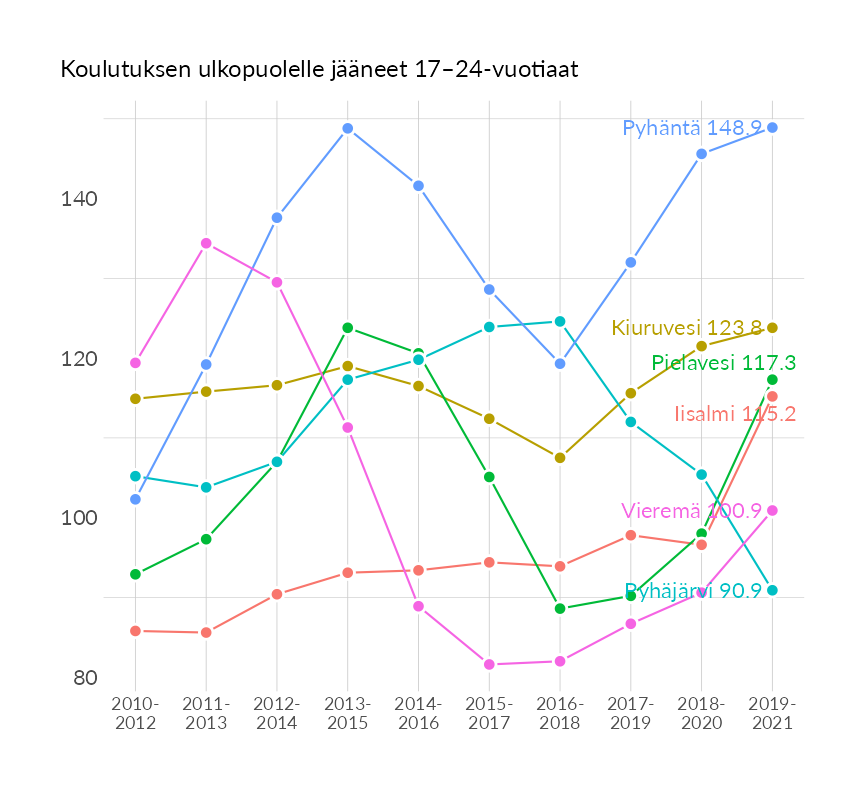 Koulutuksen ulkopuolelle jääneet 17–24-vuotiaat
Pyhäntä 148.9
140
Kiuruvesi 123.8
120
Pielavesi 117.3
Iisalmi 115.2
Vieremä 100.9
100
Pyhäjärvi 90.9
80
2010- 2011- 2012- 2013- 2014- 2015- 2016- 2017- 2018- 2019-
2012 2013 2014 2015 2016 2017 2018 2019 2020 2021